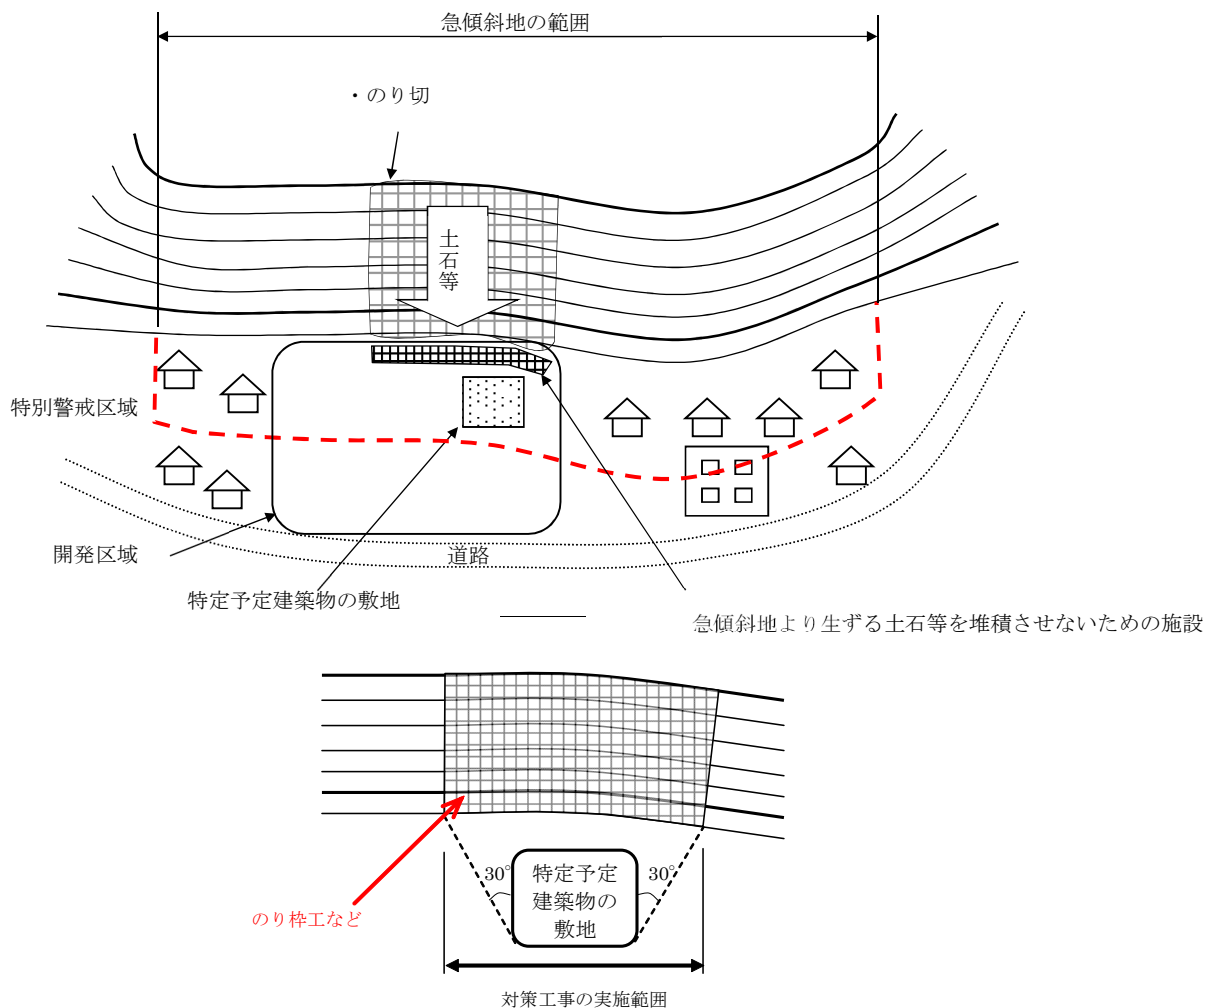 急傾斜地の範囲
・のり切
土石等
特別警戒区域
開発区域
道路
特定予定建築物の敷地
急傾斜地より生ずる土石等を堆積させないための施設
30°
特定予定
建築物の
敷地
30°
のり枠工など
対策工事の実施範囲